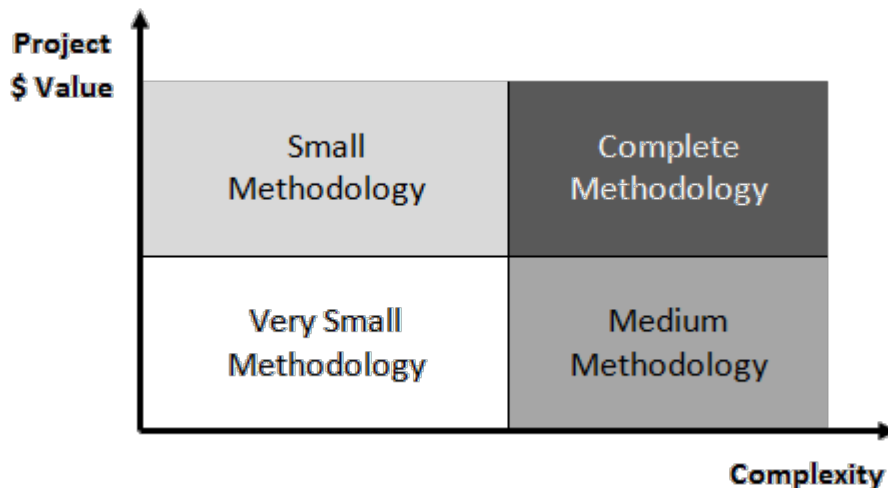 Project
$ Value
Small
Methodology
Complete
Methodology
Very Small
Methodology
Medium
Methodology
Complexity